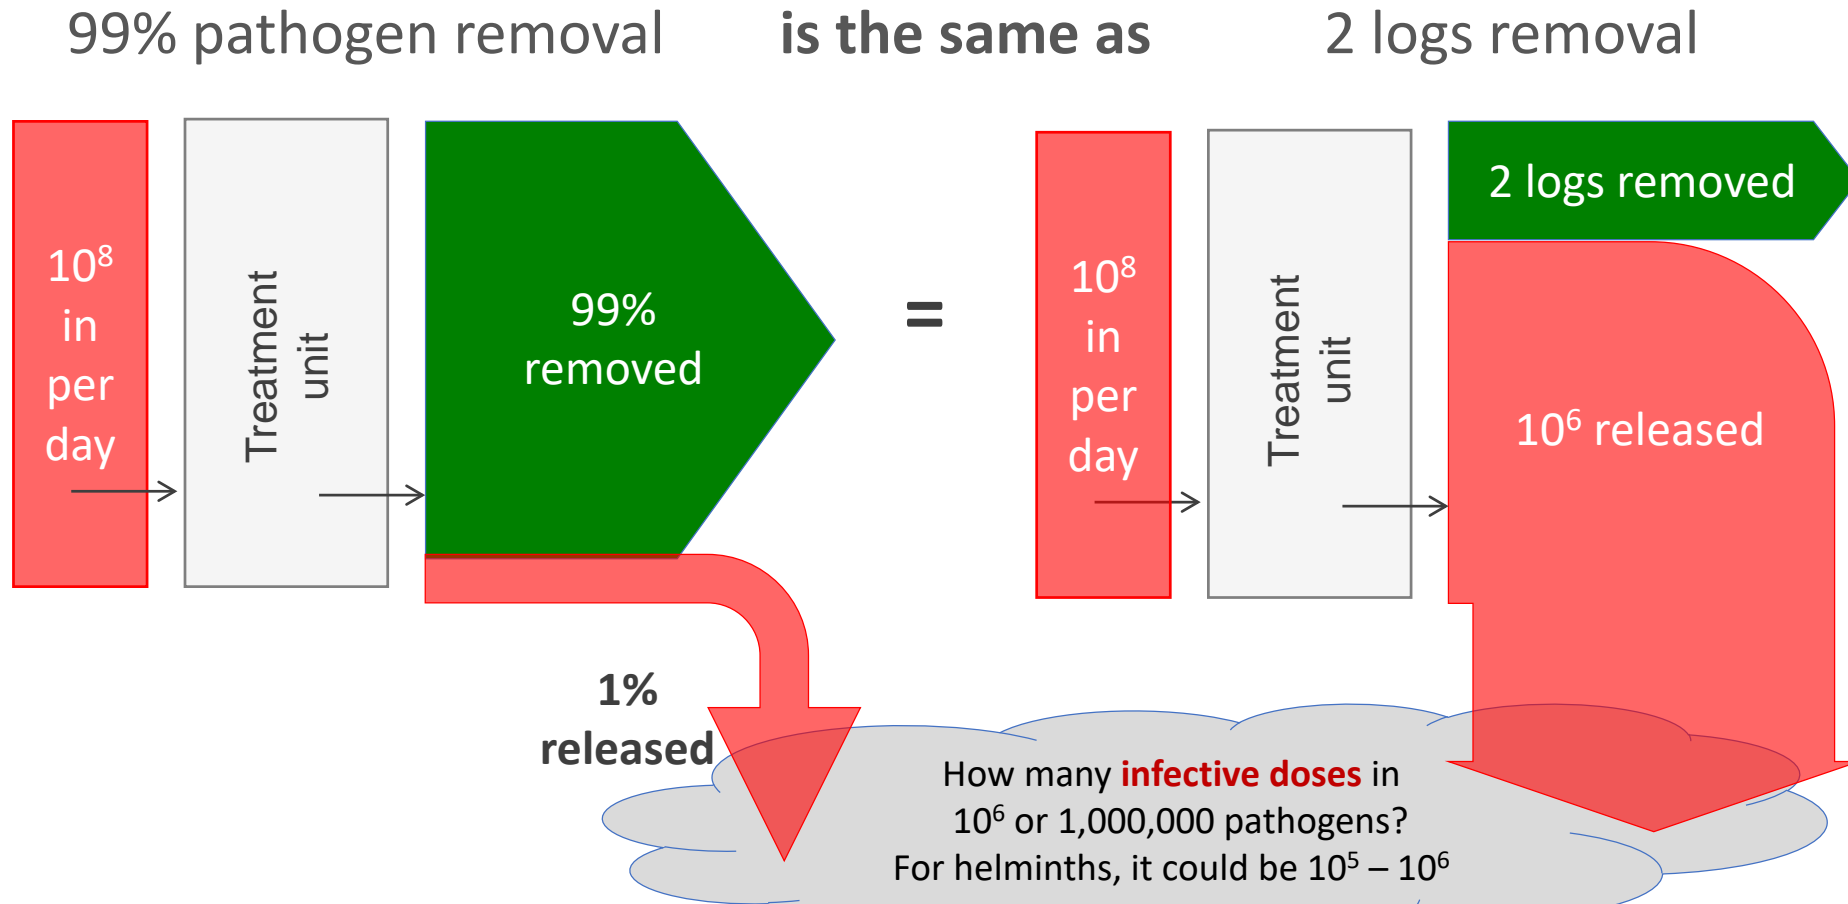 99% pathogen removal is the same as 2 logs removal
10⁸
in
per
day
Treatment
unit
99%
removed
1%
released
=
10⁸
in
per
day
Treatment
unit
2 logs removed
10⁶ released
How many infective doses in
10⁶ or 1,000,000 pathogens?
For helminths, it could be 10⁵ – 10⁶